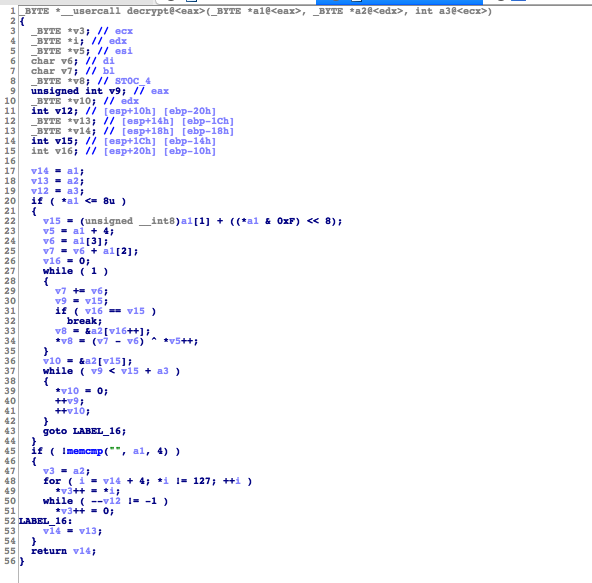 1 _BYTE *__usercall decrypt@<eax>(_BYTE *a1@<eax>, _BYTE *a2@<edx>, int a3@<ecx>)
2 {
3 _BYTE *v3; // ecx
4 _BYTE *i; // edx
5 _BYTE *v5; // esi
6 char v6; // di
7 char v7; // bl
8 _BYTE *v8; // ST0C_4
9 unsigned int v9; // eax
10 _BYTE *v10; // edx
11 int v12; // [esp+10h] [ebp-20h]
12 _BYTE *v13; // [esp+14h] [ebp-1Ch]
13 _BYTE *v14; // [esp+18h] [ebp-18h]
14 int v15; // [esp+1Ch] [ebp-14h]
15 int v16; // [esp+20h] [ebp-10h]
16
17 v14 = a1;
18 v13 = a2;
19 v12 = a3;
20 if ( *a1 <= 8u )
21 {
22 v15 = (unsigned __int8)a1[1] + ((*a1 & 0xF) << 8);
23 v5 = a1 + 4;
24 v6 = a1[3];
25 v7 = v6 + a1[2];
26 v16 = 0;
27 while ( 1 )
28 {
29 v7 += v6;
30 v9 = v15;
31 if ( v16 == v15 )
32 break;
33 v8 = &a2[v16++];
34 *v8 = (v7 - v6) ^ *v5++;
35 }
36 v10 = &a2[v15];
37 while ( v9 < v15 + a3 )
38 {
39 *v10 = 0;
40 ++v9;
41 ++v10;
42 }
43 goto LABEL_16;
44 }
45 if ( !memcmp("", a1, 4) )
46 {
47 v3 = a2;
48 for ( i = v14 + 4; *i != 127; ++i )
49 *v3++ = *i;
50 while ( --v12 != -1 )
51 *v3++ = 0;
52 LABEL_16:
53 v14 = v13;
54 }
55 return v14;
56 }